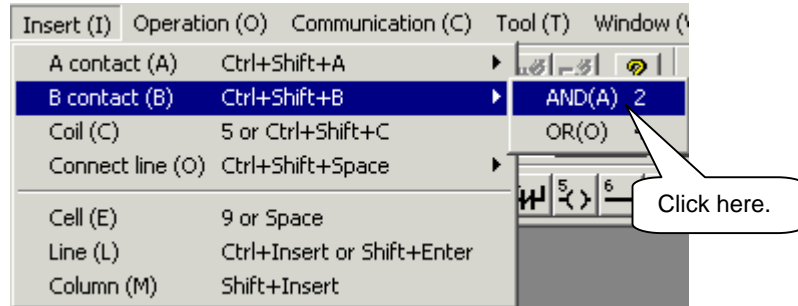 Insert (I) Operation (O) Communication (C) Tool (T) Window (
A contact (A) Ctrl+Shift+A
B contact (B) Ctrl+Shift+B AND(A) 2
Coil (C) 5 or Ctrl+Shift+C OR(O)
Connect line (O) Ctrl+Shift+Space
5 6
Click here.
Cell (E) 9 or Space
Line (L) Ctrl+Insert or Shift+Enter
Column (M) Shift+Insert